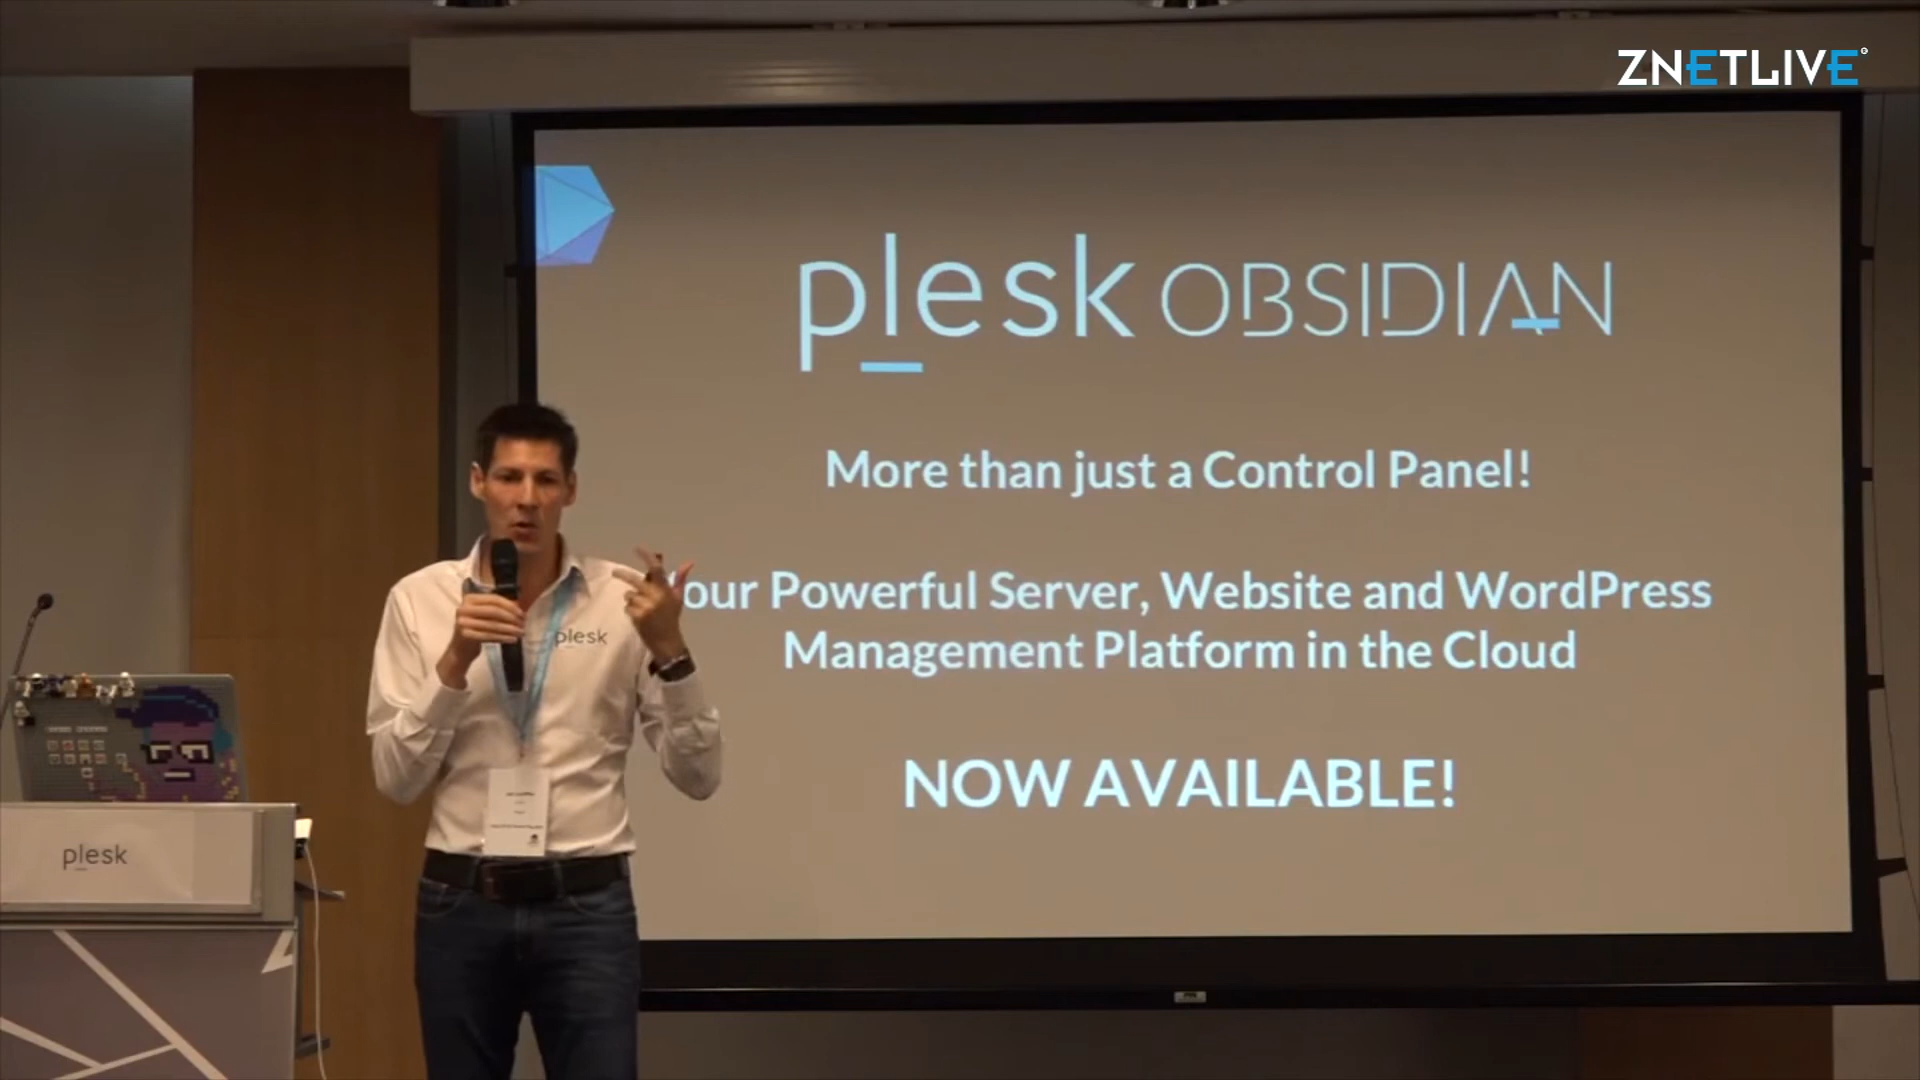 ZNETLIVE
plesk OBSIDIAN
More than just a Control Panel!
our Powerful Server, Website and WordPress
Management Platform in the Cloud
NOW AVAILABLE!
plesk
plesk